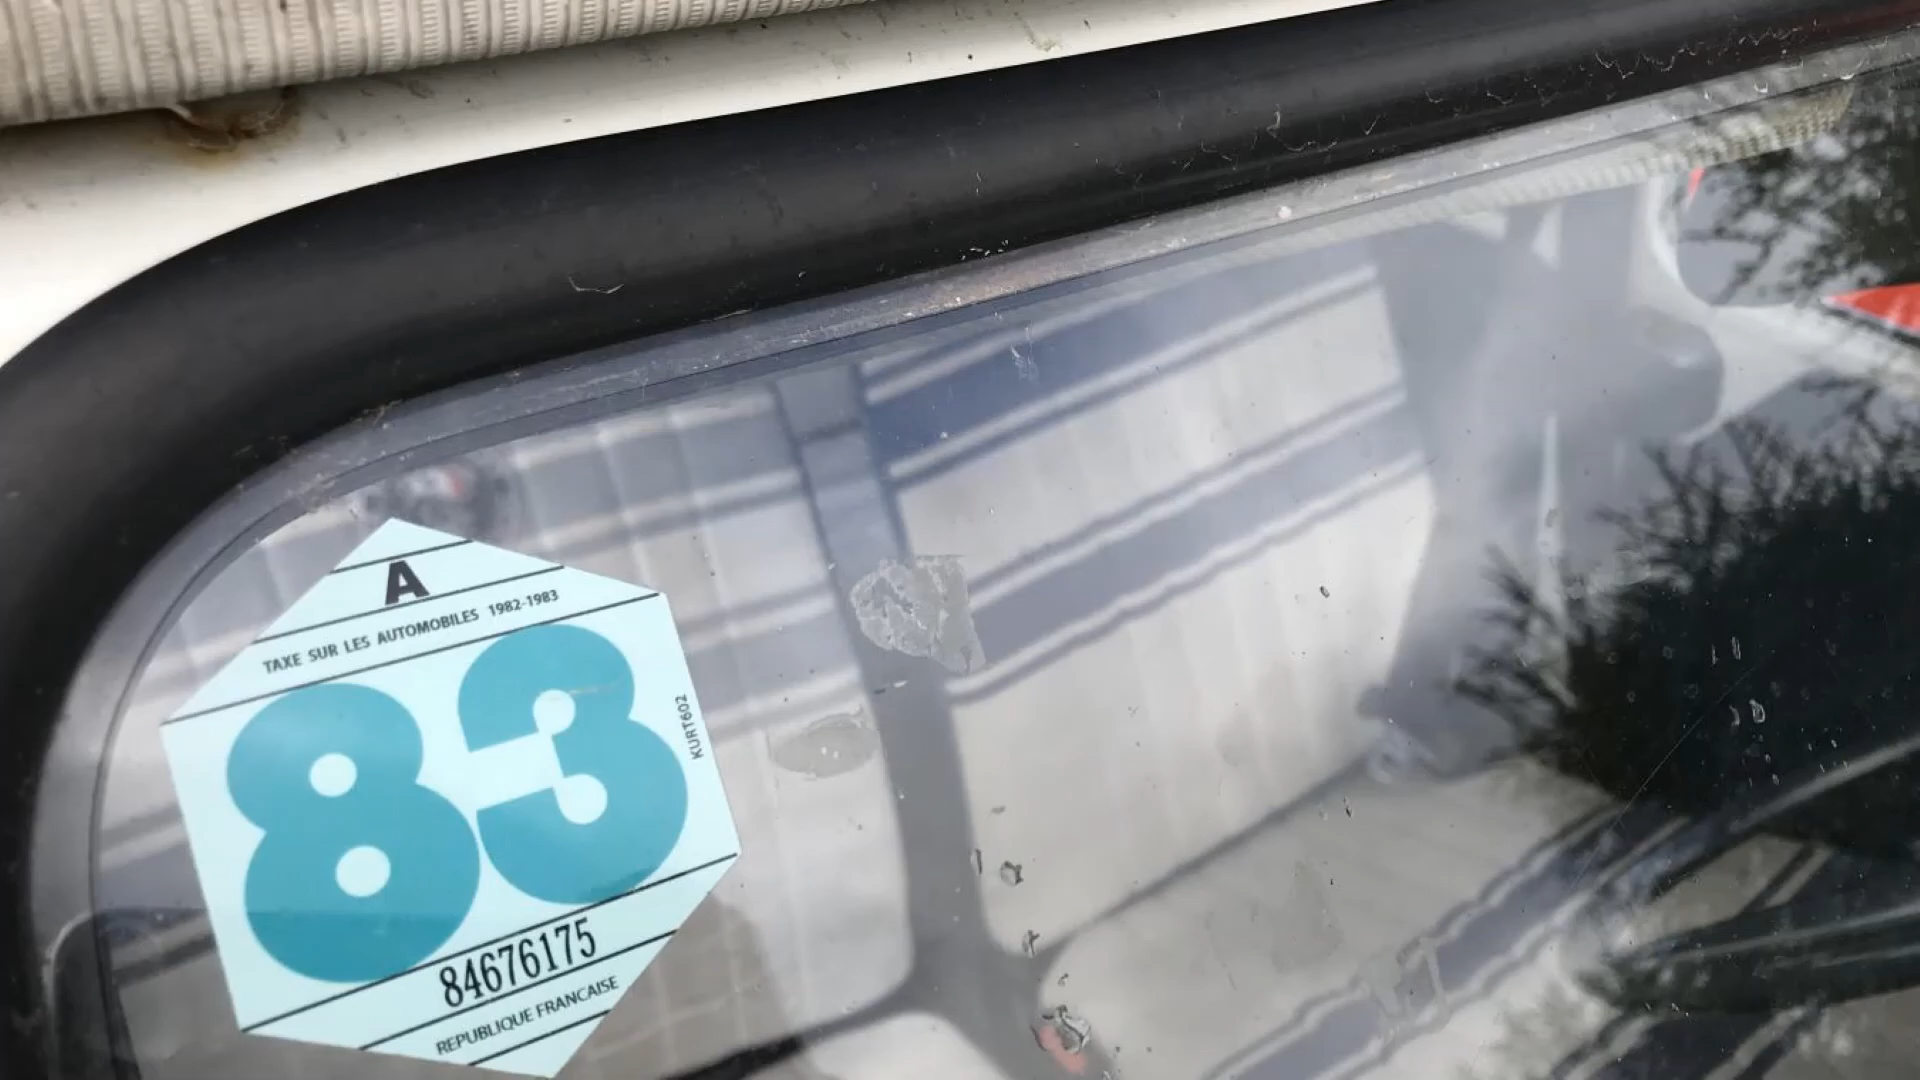 A
TAXE SUR LES AUTOMOBILES 1982-1983
83
KURT602
84676175
REPUBLIQUE FRANCAISE